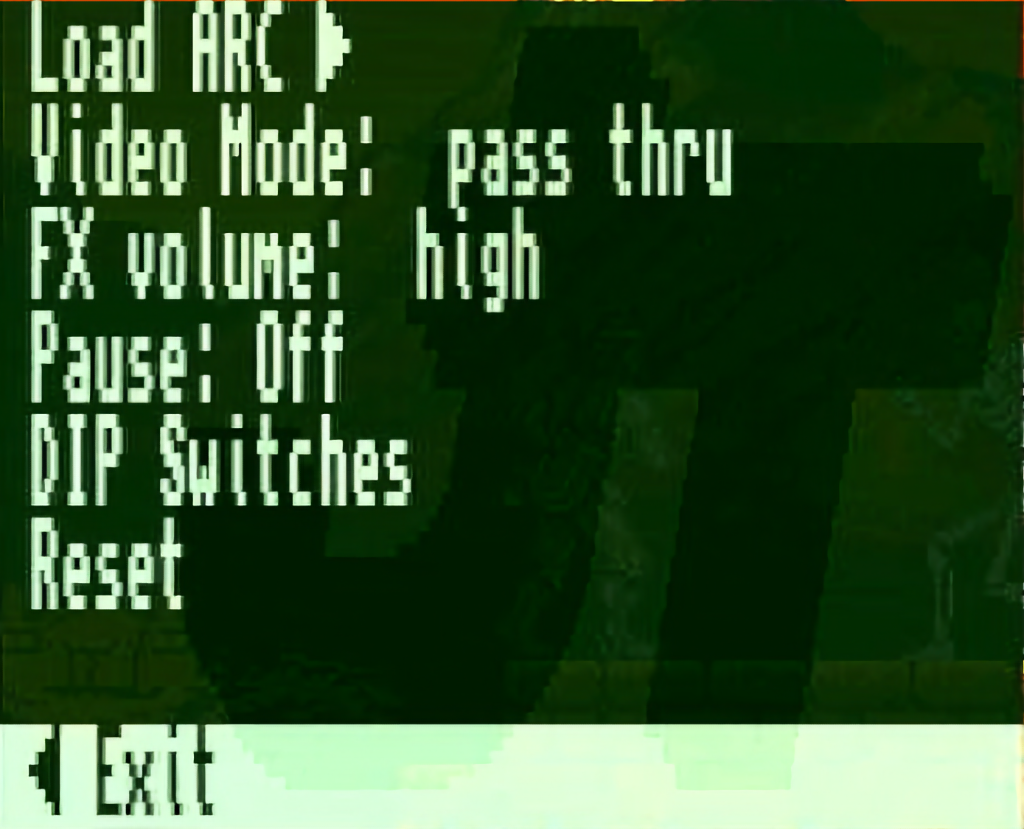 Load ARC ▶
Video Mode:  pass thru
FX volume:  high
Pause: Off
DIP Switches
Reset
◀ Exit